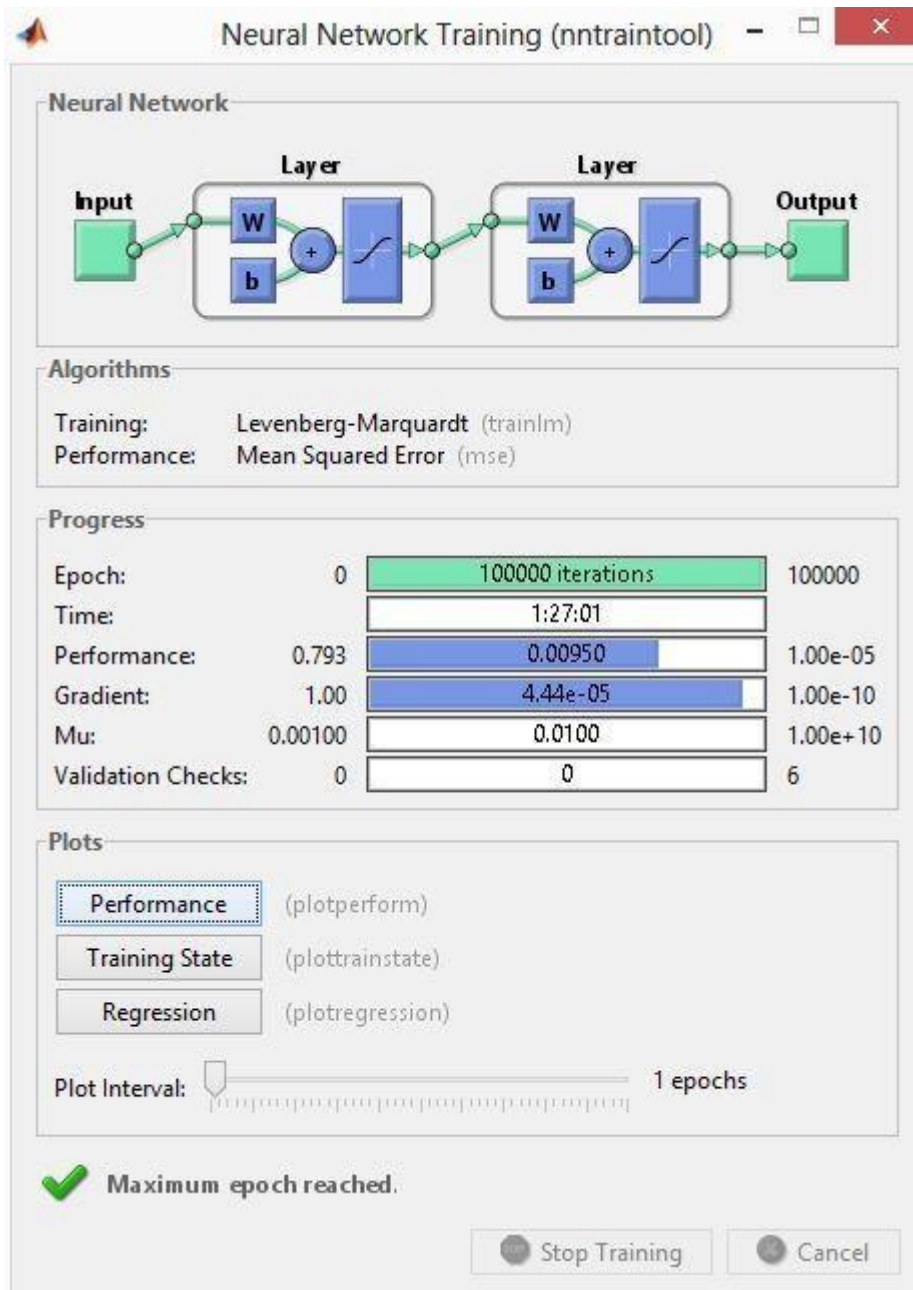 Neural Network Training (nntraintool)
Neural Network
Layer Layer
Input Output
W W
+ +
b b
Algorithms
Training: Levenberg-Marquardt (trainlm)
Performance: Mean Squared Error (mse)
Progress
Epoch: 0 100000 iterations 100000
Time: 1:27:01
Performance: 0.793 0.00950 1.00e-05
Gradient: 1.00 4.44e-05 1.00e-10
Mu: 0.00100 0.0100 1.00e+10
Validation Checks: 0 0 6
Plots
Performance (plotperform)
Training State (plottrainstate)
Regression (plotregression)
Plot Interval: 1 epochs
Maximum epoch reached.
Stop Training Cancel